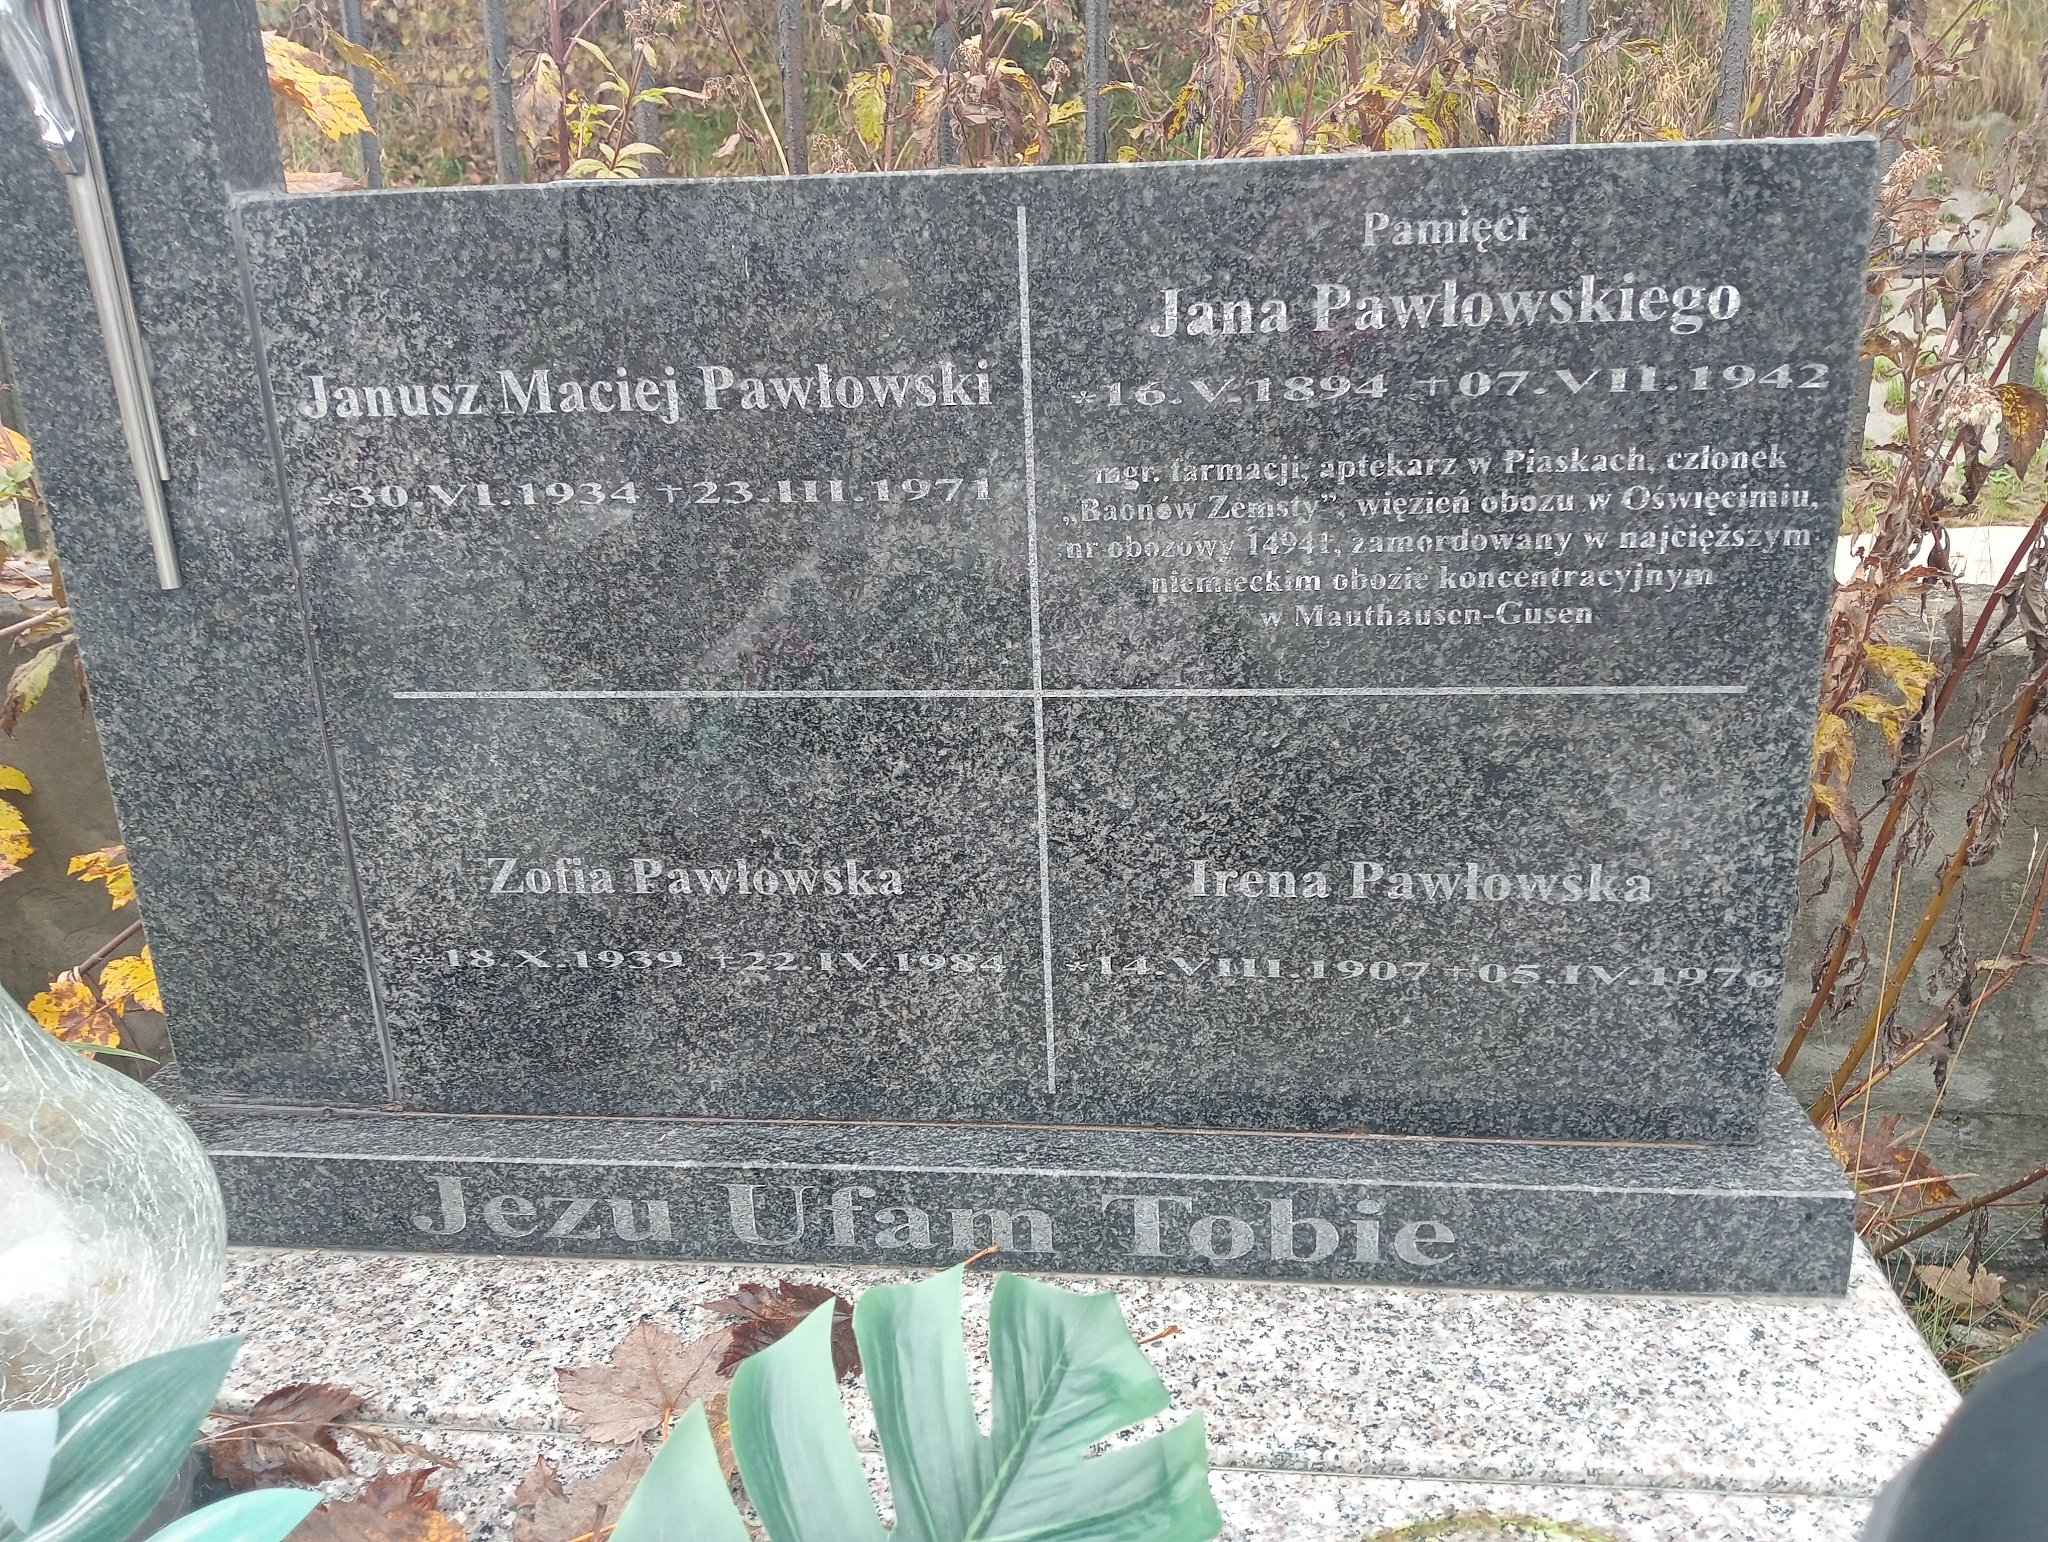 Janusz Maciej Pawłowski
*30.VI.1934 +23.III.1971
Pamięci
Jana Pawłowskiego
*16.V.1894 +07.VII.1942
mgr. farmacji, aptekarz w Piaskach, członek
„Baonów Zemsty”, więzień obozu w Oświęcimiu,
nr obozowy 14941, zamordowany w najcięższym
niemieckim obozie koncentracyjnym
w Mauthausen-Gusen
Zofia Pawłowska
*18.X.1939 +22.IV.1984
Irena Pawłowska
*14.VIII.1907 +05.IV.1976
Jezu Ufam Tobie